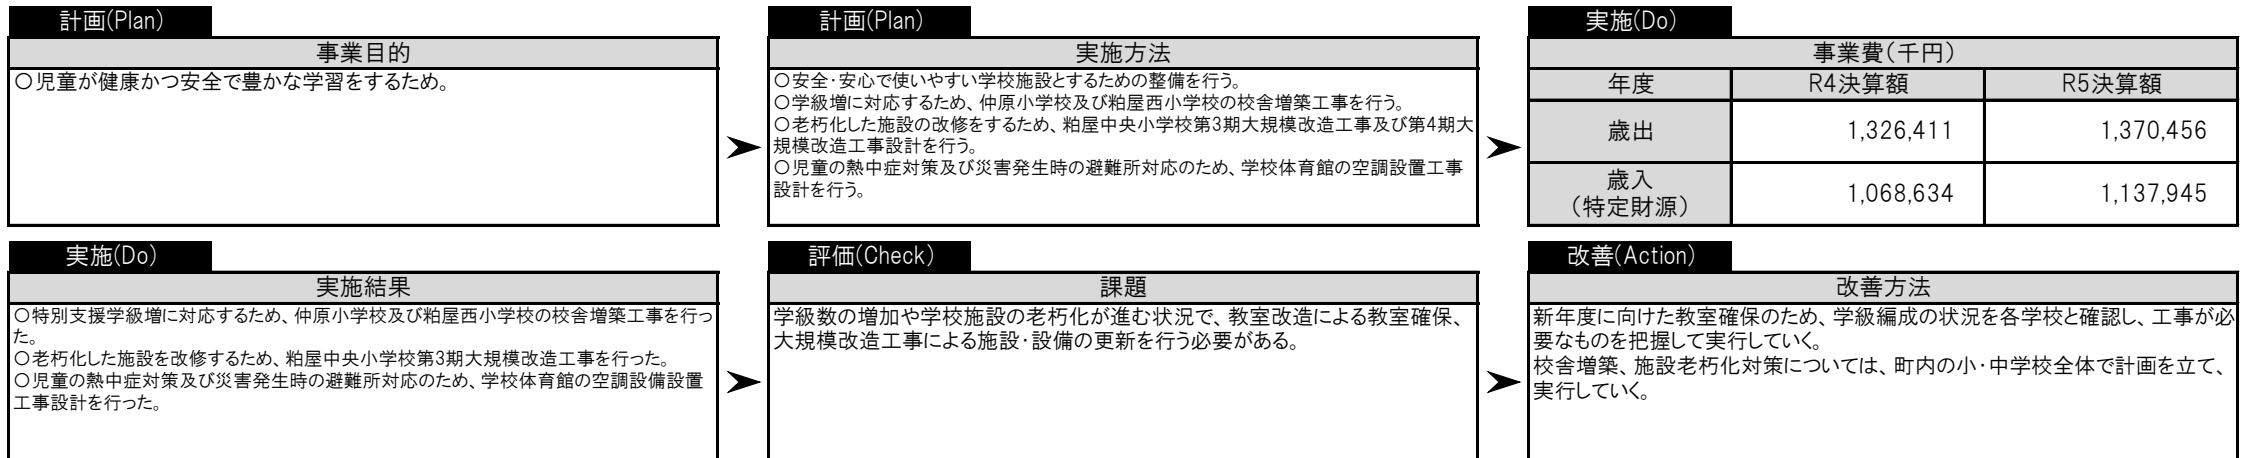 計画(Plan)
事業目的
〇児童が健康かつ安全で豊かな学習をするため。
計画(Plan)
実施方法
〇安全・安心で使いやすい学校施設とするための整備を行う。
〇学級増に対応するため、仲原小学校及び粕屋西小学校の校舎増築工事を行う。
〇老朽化した施設の改修をするため、粕屋中央小学校第3期大規模改造工事及び第4期大
規模改造工事設計を行う。
〇児童の熱中症対策及び災害発生時の避難所対応のため、学校体育館の空調設置工事
設計を行う。
実施(Do)
事業費(千円)
年度 R4決算額 R5決算額
歳出 1,326,411 1,370,456
歳入
(特定財源) 1,068,634 1,137,945
実施(Do)
実施結果
〇特別支援学級増に対応するため、仲原小学校及び粕屋西小学校の校舎増築工事を行っ
た。
〇老朽化した施設を改修するため、粕屋中央小学校第3期大規模改造工事を行った。
〇児童の熱中症対策及び災害発生時の避難所対応のため、学校体育館の空調設備設置
工事設計を行った。
評価(Check)
課題
学級数の増加や学校施設の老朽化が進む状況で、教室改造による教室確保、
大規模改造工事による施設・設備の更新を行う必要がある。
改善(Action)
改善方法
新年度に向けた教室確保のため、学級編成の状況を各学校と確認し、工事が必
要なものを把握して実行していく。
校舎増築、施設老朽化対策については、町内の小・中学校全体で計画を立て、
実行していく。